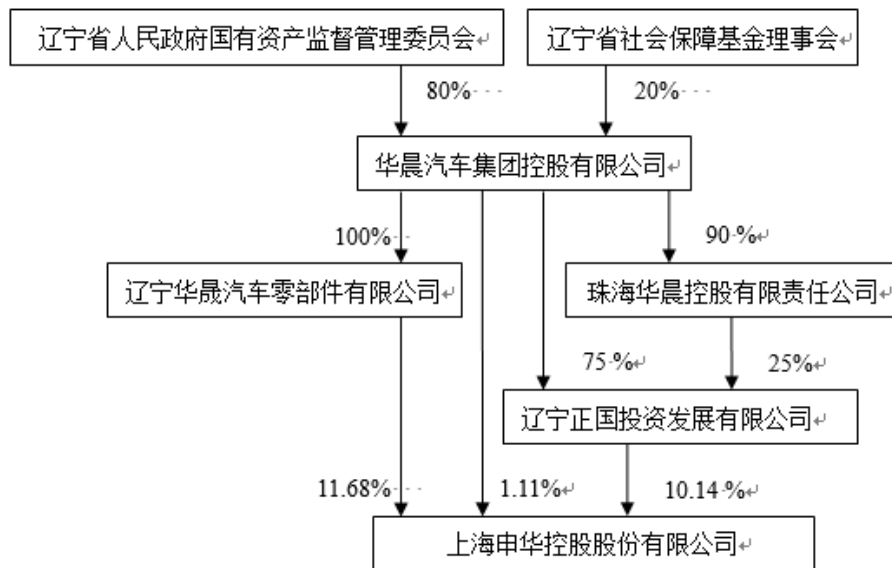 辽宁省人民政府国有资产监督管理委员会
辽宁省社会保障基金理事会
80%
20%
华晨汽车集团控股有限公司
100%
90 %
辽宁华晟汽车零部件有限公司
珠海华晨控股有限责任公司
75 %
25%
辽宁正国投资发展有限公司
11.68%
1.11%
10.14 %
上海申华控股股份有限公司